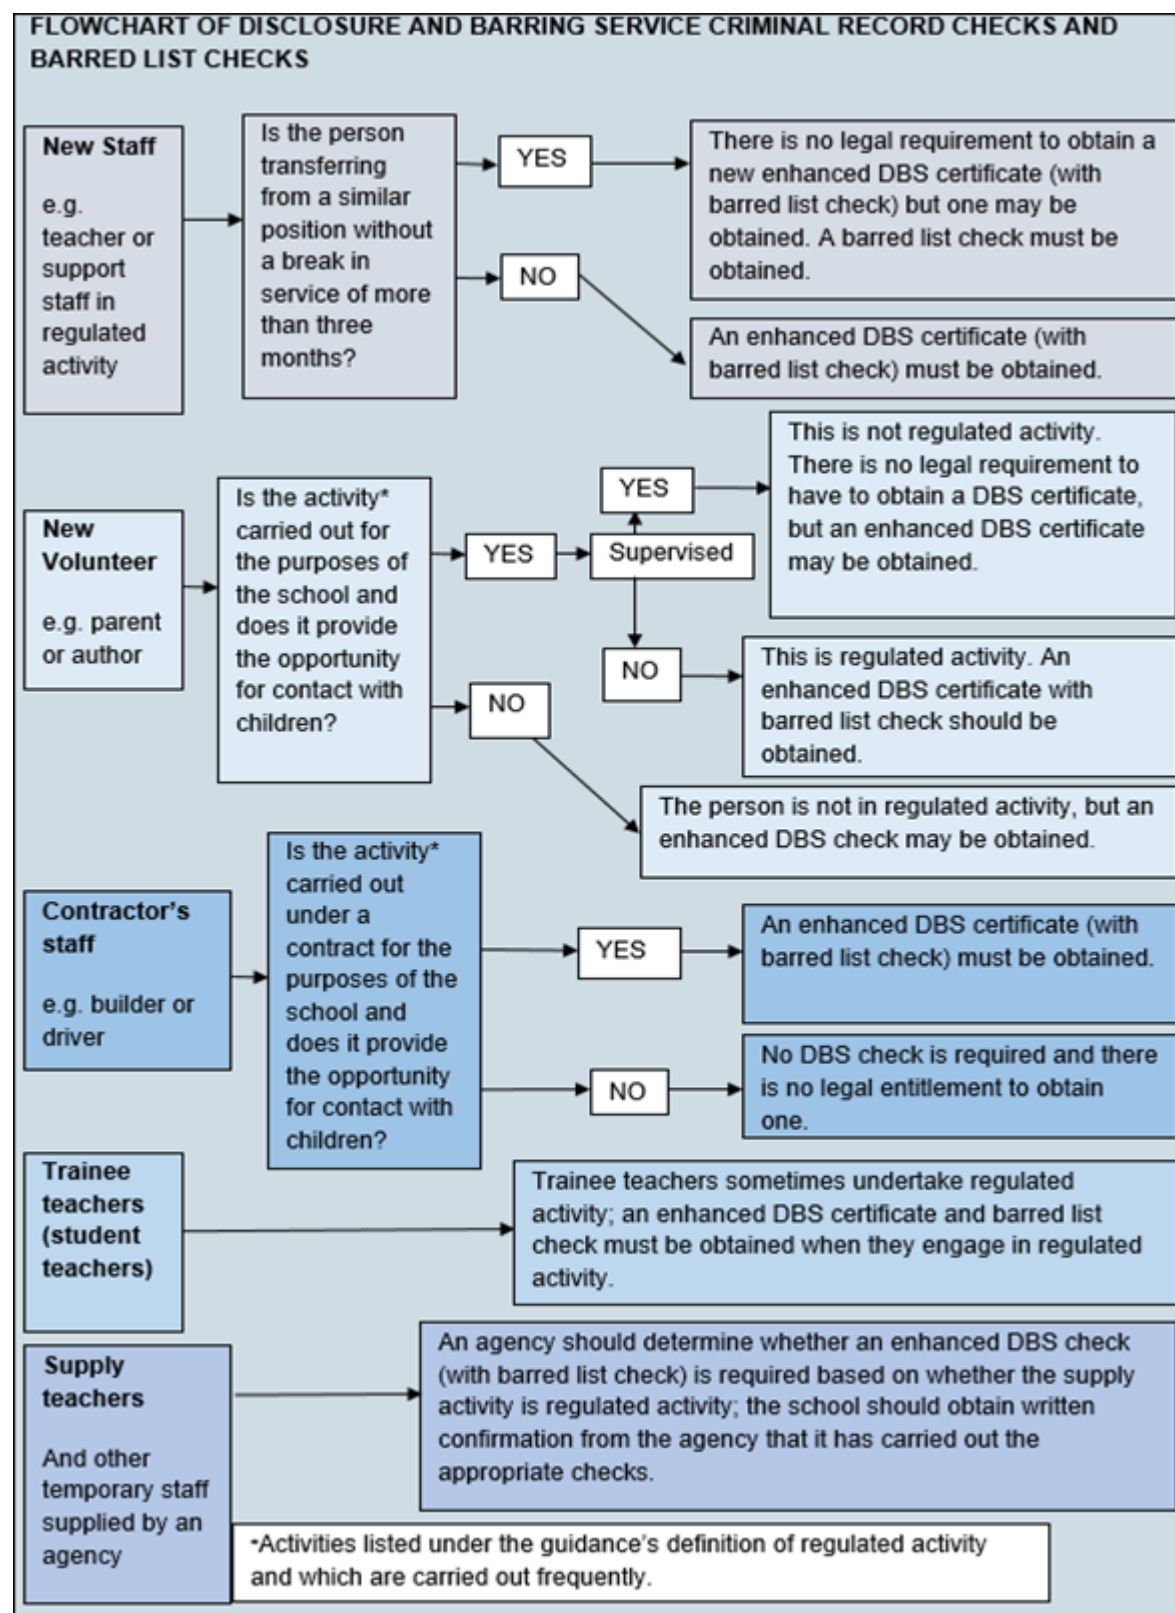 FLOWCHART OF DISCLOSURE AND BARRING SERVICE CRIMINAL RECORD CHECKS AND
BARRED LIST CHECKS
New Staff
e.g.
teacher or
support
staff in
regulated
activity
Is the person
transferring
from a similar
position without
a break in
service of more
than three
months?
YES
There is no legal requirement to obtain a
new enhanced DBS certificate (with
barred list check) but one may be
obtained. A barred list check must be
obtained.
NO
An enhanced DBS certificate (with
barred list check) must be obtained.
New
Volunteer
e.g. parent
or author
Is the activity*
carried out for
the purposes of
the school and
does it provide
the opportunity
for contact with
children?
YES
Supervised
YES
This is not regulated activity.
There is no legal requirement to
have to obtain a DBS certificate,
but an enhanced DBS certificate
may be obtained.
NO
This is regulated activity. An
enhanced DBS certificate with
barred list check should be
obtained.
NO
The person is not in regulated activity, but an
enhanced DBS check may be obtained.
Contractor’s
staff
e.g. builder or
driver
Is the activity*
carried out
under a
contract for the
purposes of the
school and
does it provide
the opportunity
for contact with
children?
YES
An enhanced DBS certificate (with
barred list check) must be obtained.
NO
No DBS check is required and there
is no legal entitlement to obtain
one.
Trainee
teachers
(student
teachers)
Trainee teachers sometimes undertake regulated
activity; an enhanced DBS certificate and barred list
check must be obtained when they engage in regulated
activity.
Supply
teachers
And other
temporary staff
supplied by an
agency
An agency should determine whether an enhanced DBS check
(with barred list check) is required based on whether the supply
activity is regulated activity; the school should obtain written
confirmation from the agency that it has carried out the
appropriate checks.
*Activities listed under the guidance’s definition of regulated activity
and which are carried out frequently.